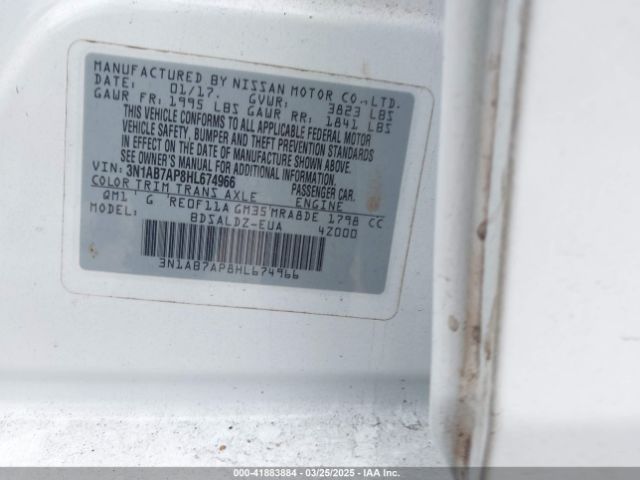 MANUFACTURED BY NISSAN MOTOR CO., LTD.
DATE: 01/17. GVWR: 3823 LBS
GAWR FR: 1995 LBS GAWR RR: 1841 LBS
THIS VEHICLE CONFORMS TO ALL APPLICABLE FEDERAL MOTOR
VEHICLE SAFETY, BUMPER AND THEFT PREVENTION STANDARDS
IN EFFECT ON THE DATE OF MANUFACTURE SHOWN ABOVE.
SEE OWNER'S MANUAL FOR ADDITIONAL INFORMATION.
VIN: 3N1AB7AP8HL674966 PASSENGER CAR.
COLOR TRIM TRANS AXLE ENGINE
QM1 G RE0F11A GM35 MRA8DE 1798 CC
MODEL: BDSALDZ-EUA 4Z000
3N1AB7AP8HL674966
000-41883884 / 03/25/2025 - IAA Inc.